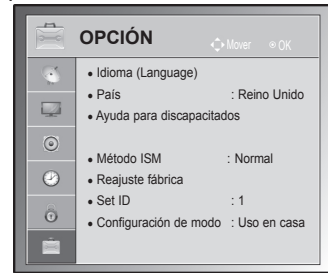 OPCIÓN
Mover OK
• Idioma (Language)
• País : Reino Unido
• Ayuda para discapacitados
• Método ISM : Normal
• Reajuste fábrica
• Set ID : 1
• Configuración de modo : Uso en casa